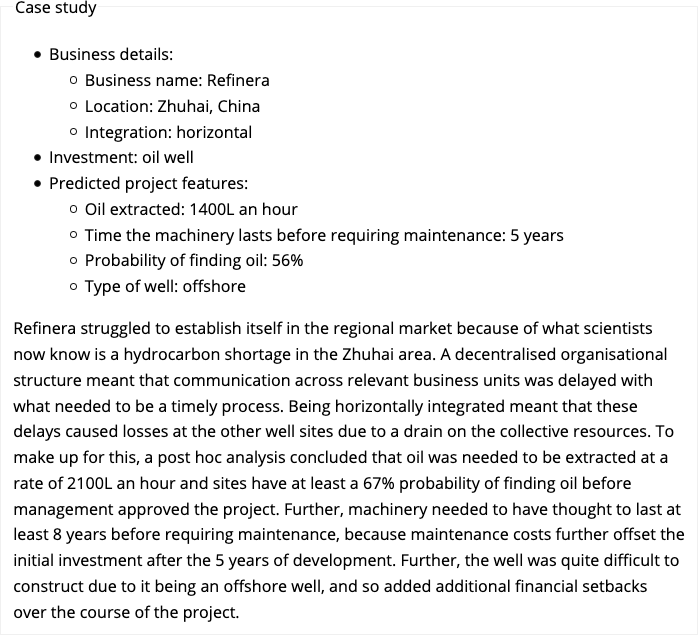 Case study
• Business details:
○ Business name: Refinera
○ Location: Zhuhai, China
○ Integration: horizontal
• Investment: oil well
• Predicted project features:
○ Oil extracted: 1400L an hour
○ Time the machinery lasts before requiring maintenance: 5 years
○ Probability of finding oil: 56%
○ Type of well: offshore
Refinera struggled to establish itself in the regional market because of what scientists
now know is a hydrocarbon shortage in the Zhuhai area. A decentralised organisational
structure meant that communication across relevant business units was delayed with
what needed to be a timely process. Being horizontally integrated meant that these
delays caused losses at the other well sites due to a drain on the collective resources. To
make up for this, a post hoc analysis concluded that oil was needed to be extracted at a
rate of 2100L an hour and sites have at least a 67% probability of finding oil before
management approved the project. Further, machinery needed to have thought to last at
least 8 years before requiring maintenance, because maintenance costs further offset the
initial investment after the 5 years of development. Further, the well was quite difficult to
construct due to it being an offshore well, and so added additional financial setbacks
over the course of the project.